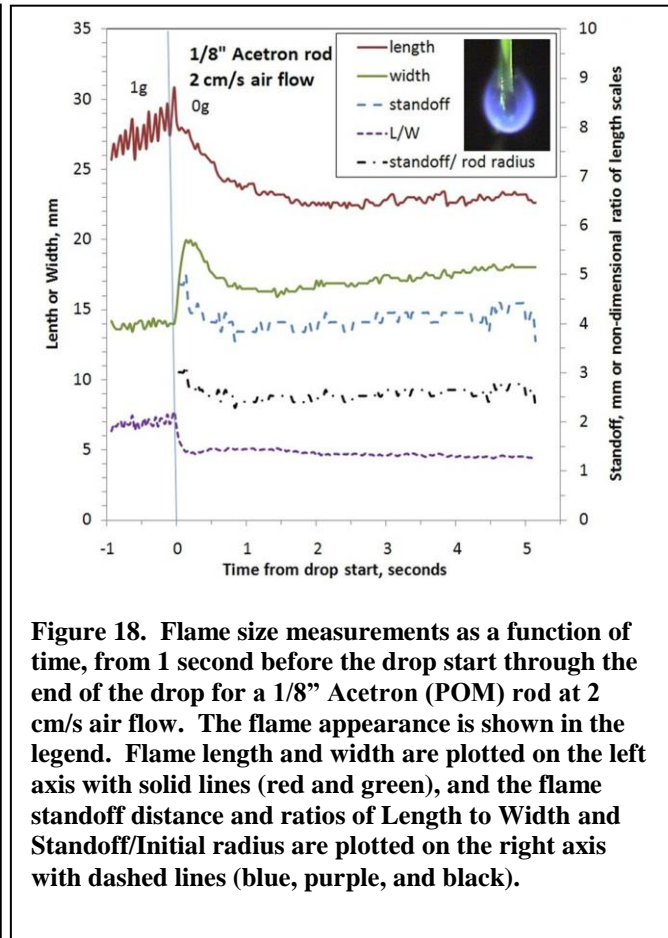 35
30
25
20
15
10
5
0
Lenth or Width, mm
1/8" Acetron rod
2 cm/s air flow
1g
0g
length
width
standoff
L/W
standoff/ rod radius
10
9
8
7
6
5
4
3
2
1
0
Standoff, mm or non-dimensional ratio of length scales
-1 0 1 2 3 4 5
Time from drop start, seconds
Figure 18. Flame size measurements as a function of
time, from 1 second before the drop start through the
end of the drop for a 1/8” Acetron (POM) rod at 2
cm/s air flow. The flame appearance is shown in the
legend. Flame length and width are plotted on the left
axis with solid lines (red and green), and the flame
standoff distance and ratios of Length to Width and
Standoff/Initial radius are plotted on the right axis
with dashed lines (blue, purple, and black).